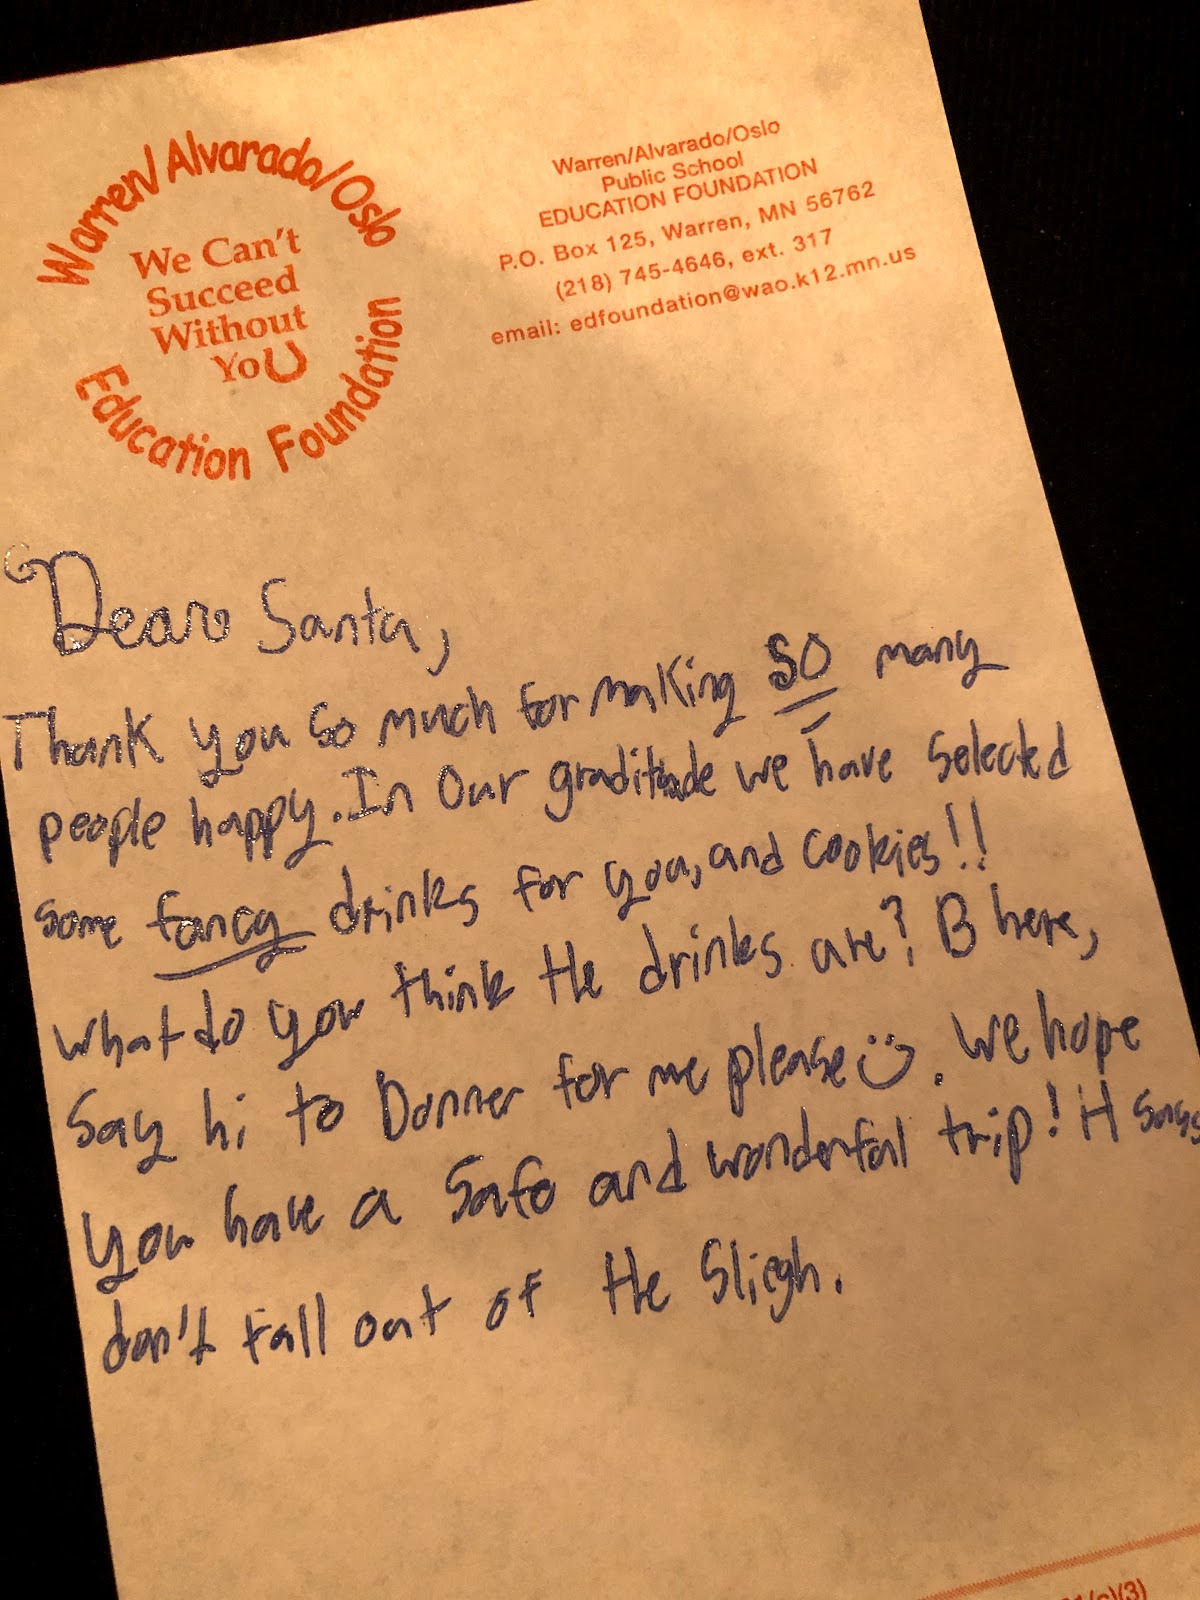 Warren/Alvarado/Oslo
We Can't
Succeed
Without
YoU
Education Foundation
Warren/Alvarado/Oslo
Public School
EDUCATION FOUNDATION
P.O. Box 125, Warren, MN 56762
(218) 745-4646, ext. 317
email: edfoundation@wao.k12.mn.us
Dear Santa,
Thank you so much for making SO many
people happy. In our graditude we have selected
some fancy drinks for you, and cookies!!
What do you think the drinks are? B here,
Say hi to Donner for me please☺. We hope
you have a safe and wonderful trip! H says
don't fall out of the Sliegh.
(c)(3)